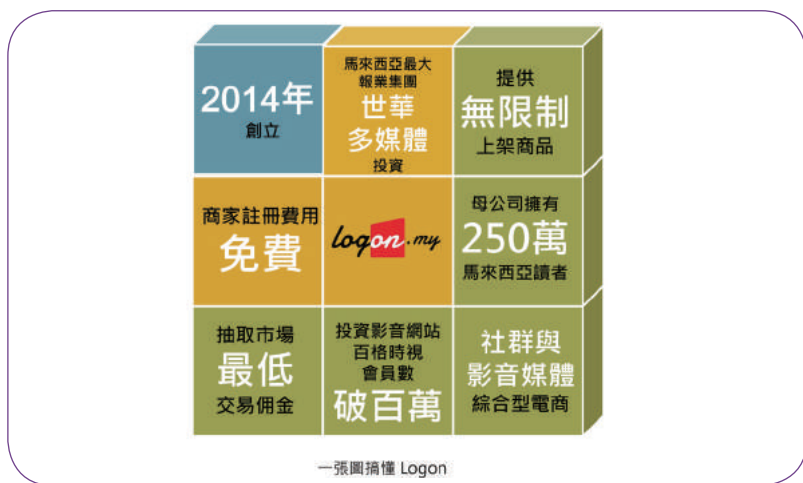 2014年
創立
馬來西亞最大
報業集團
世華
多媒體
投資
提供
無限制
上架商品
商家註冊費用
免費
logon.my
母公司擁有
250萬
馬來西亞讀者
抽取市場
最低
交易佣金
投資影音網站
百格時視
會員數
破百萬
社群與
影音媒體
綜合型電商
一張圖搞懂 Logon